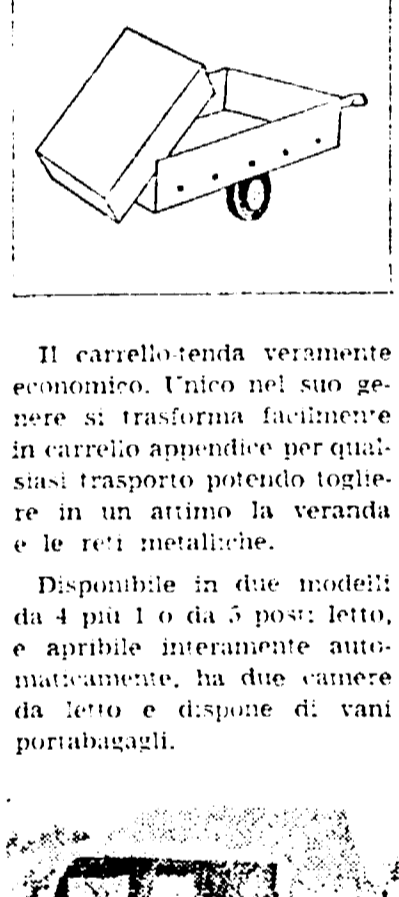 Il carrello-tenda veramente
economico. Unico nel suo ge-
nere si trasforma facilmente
in carrello appendice per qual-
siasi trasporto potendo toglie-
re in un attimo la veranda
e le reti metalliche.
Disponibile in due modelli
da 4 più 1 o da 5 posti letto,
e apribile interamente auto-
maticamente, ha due camere
da letto e dispone di vani
portabagagli.